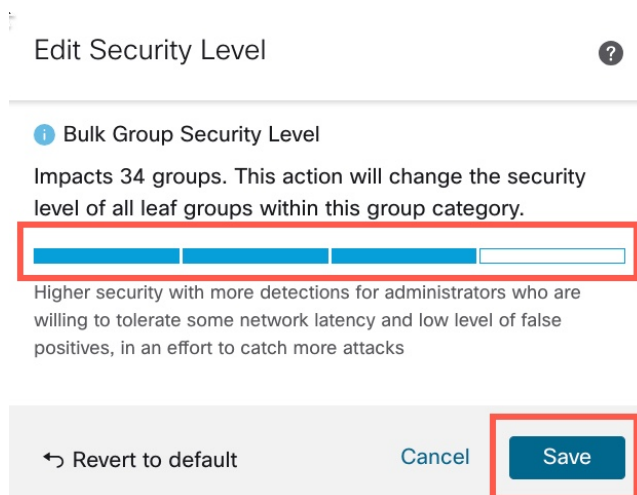 Edit Security Level
?
i Bulk Group Security Level
Impacts 34 groups. This action will change the security
level of all leaf groups within this group category.
Higher security with more detections for administrators who are
willing to tolerate some network latency and low level of false
positives, in an effort to catch more attacks
Revert to default
Cancel
Save